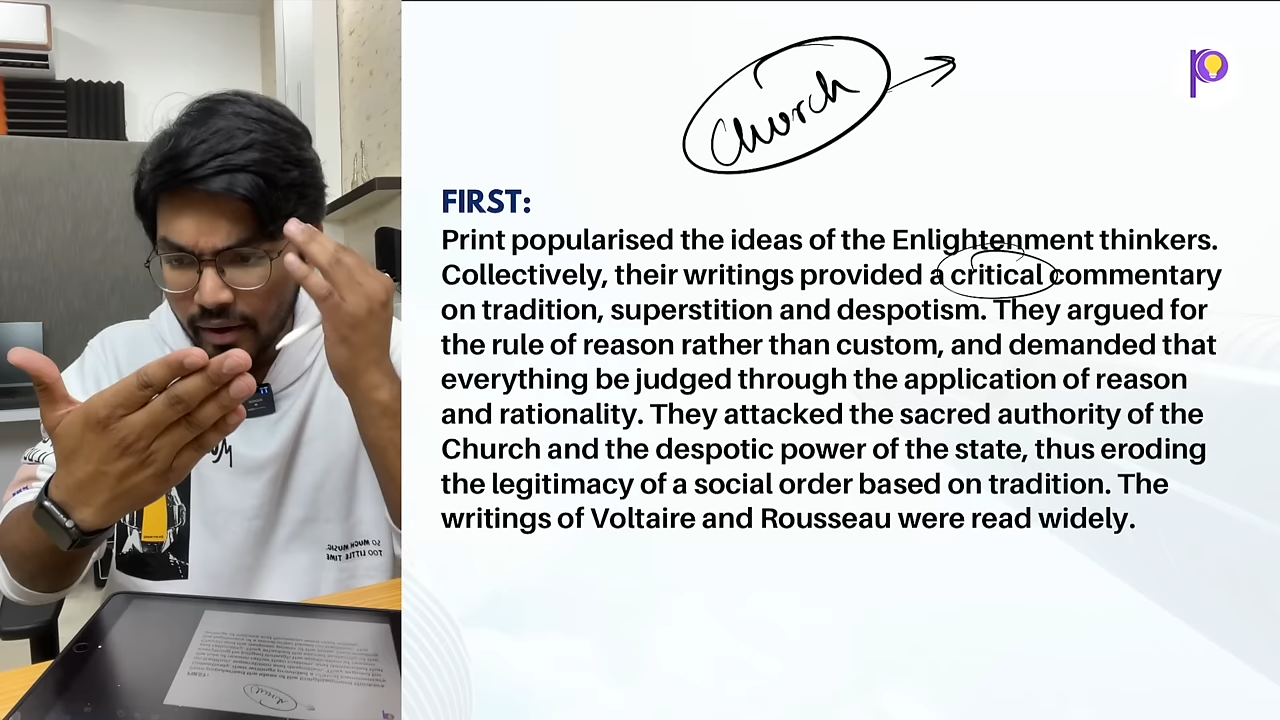 Church
FIRST:
Print popularised the ideas of the Enlightenment thinkers.
Collectively, their writings provided a critical commentary
on tradition, superstition and despotism. They argued for
the rule of reason rather than custom, and demanded that
everything be judged through the application of reason
and rationality. They attacked the sacred authority of the
Church and the despotic power of the state, thus eroding
the legitimacy of a social order based on tradition. The
writings of Voltaire and Rousseau were read widely.
SO MUCH MUSIC
TOO LITTLE TIME